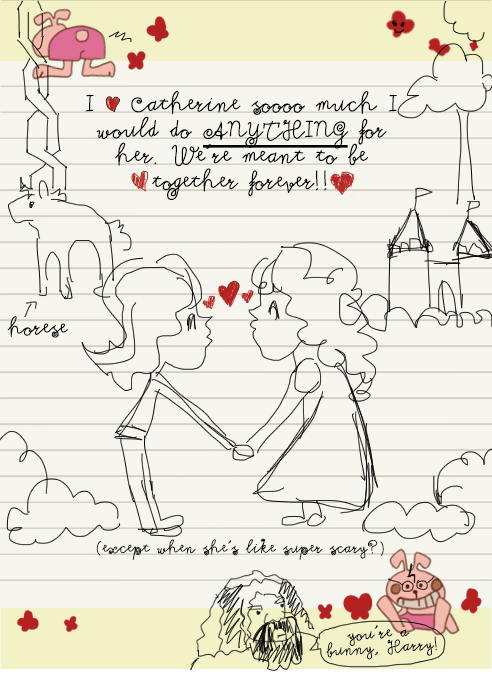 I ❤ Catherine soooo much I
would do ANYTHING for
her. We're meant to be
together forever!!
horese
(except when she's like super scary?)
you're a
bunny, Harry!